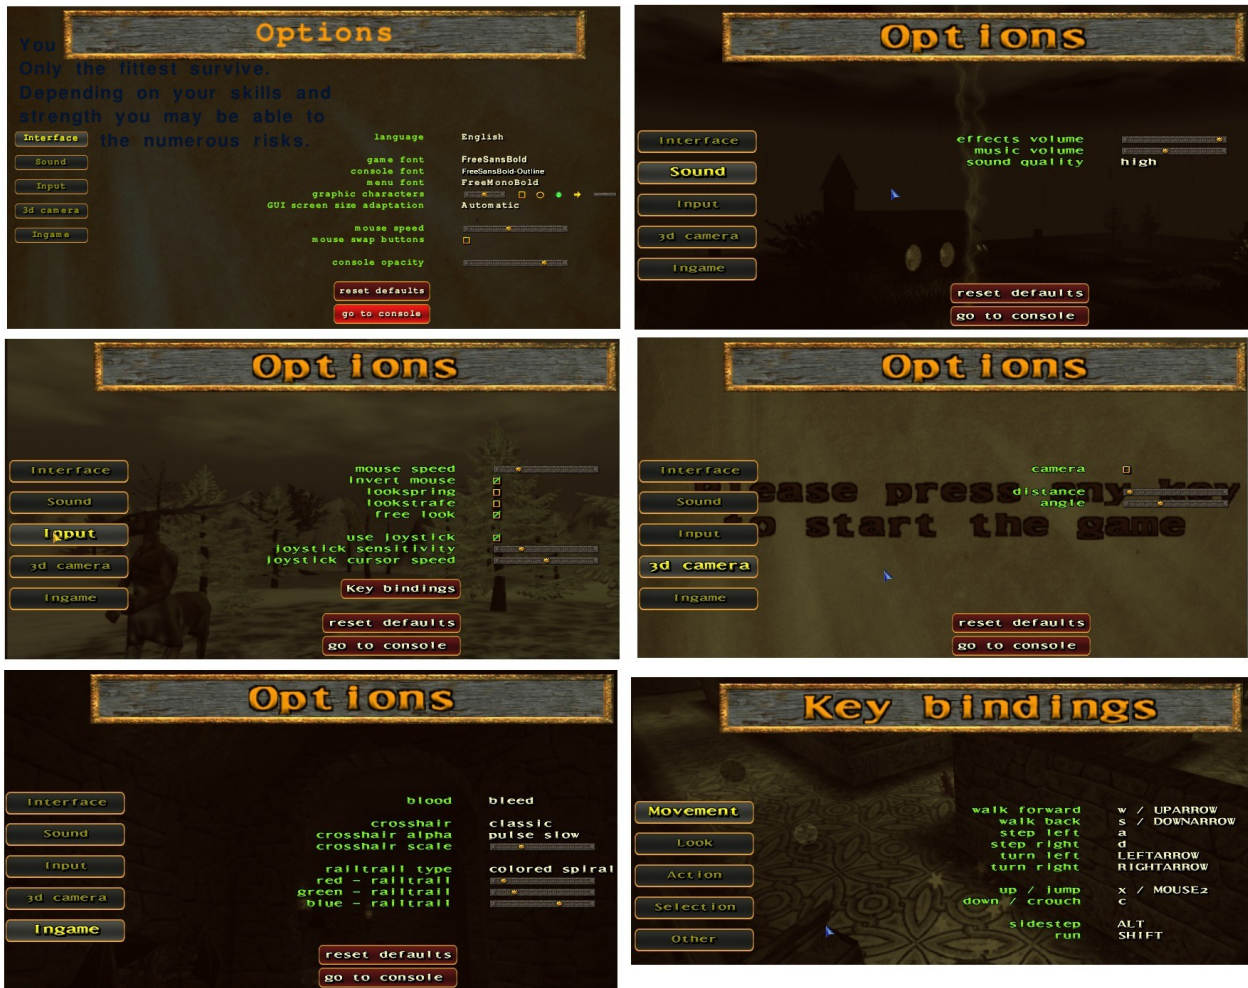 Options
You
Only the fittest survive.
Depending on your skills and
strength you may be able to
the numerous risks.
Interface
Sound
Input
3d camera
Ingame
language English
game font FreeSansBold
console font FreeSansBold-Outline
menu font FreeMonoBold
graphic characters
GUI screen size adaptation Automatic
mouse speed
mouse swap buttons
console opacity
reset defaults
go to console
Options
Interface
Sound
Input
3d camera
Ingame
effects volume
music volume
sound quality high
reset defaults
go to console
Options
Interface
Sound
Input
3d camera
Ingame
mouse speed
invert mouse
lookspring
lookstrafe
free look
use joystick
joystick sensitivity
joystick cursor speed
Key bindings
reset defaults
go to console
Options
Interface
Sound
Input
3d camera
Ingame
camera
distance
angle
Please press any key
to start the game
reset defaults
go to console
Options
Interface
Sound
Input
3d camera
Ingame
blood bleed
crosshair classic
crosshair alpha pulse slow
crosshair scale
railtrail type colored spiral
red - railtrail
green - railtrail
blue - railtrail
reset defaults
go to console
Key bindings
Movement
Look
Action
Selection
Other
walk forward w / UPARROW
walk back s / DOWNARROW
step left a
step right d
turn left LEFTARROW
turn right RIGHTARROW
up / jump x / MOUSE2
down / crouch c
sidestep ALT
run SHIFT